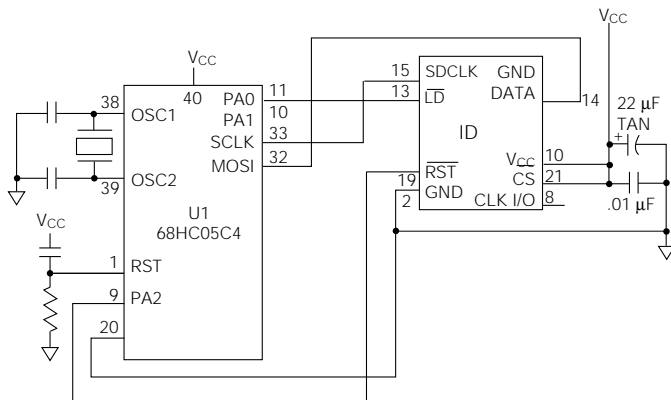 VCC
VCC
40
38
OSC1
39
OSC2
PA0
11
PA1
10
SCLK
33
MOSI
32
U1
68HC05C4
VCC
1
RST
9
PA2
20
15
SDCLK
13
LD
GND
DATA
14
ID
RST
19
GND
2
VCC
10
CS
21
CLK I/O
8
22 µF
TAN
+
.01 µF